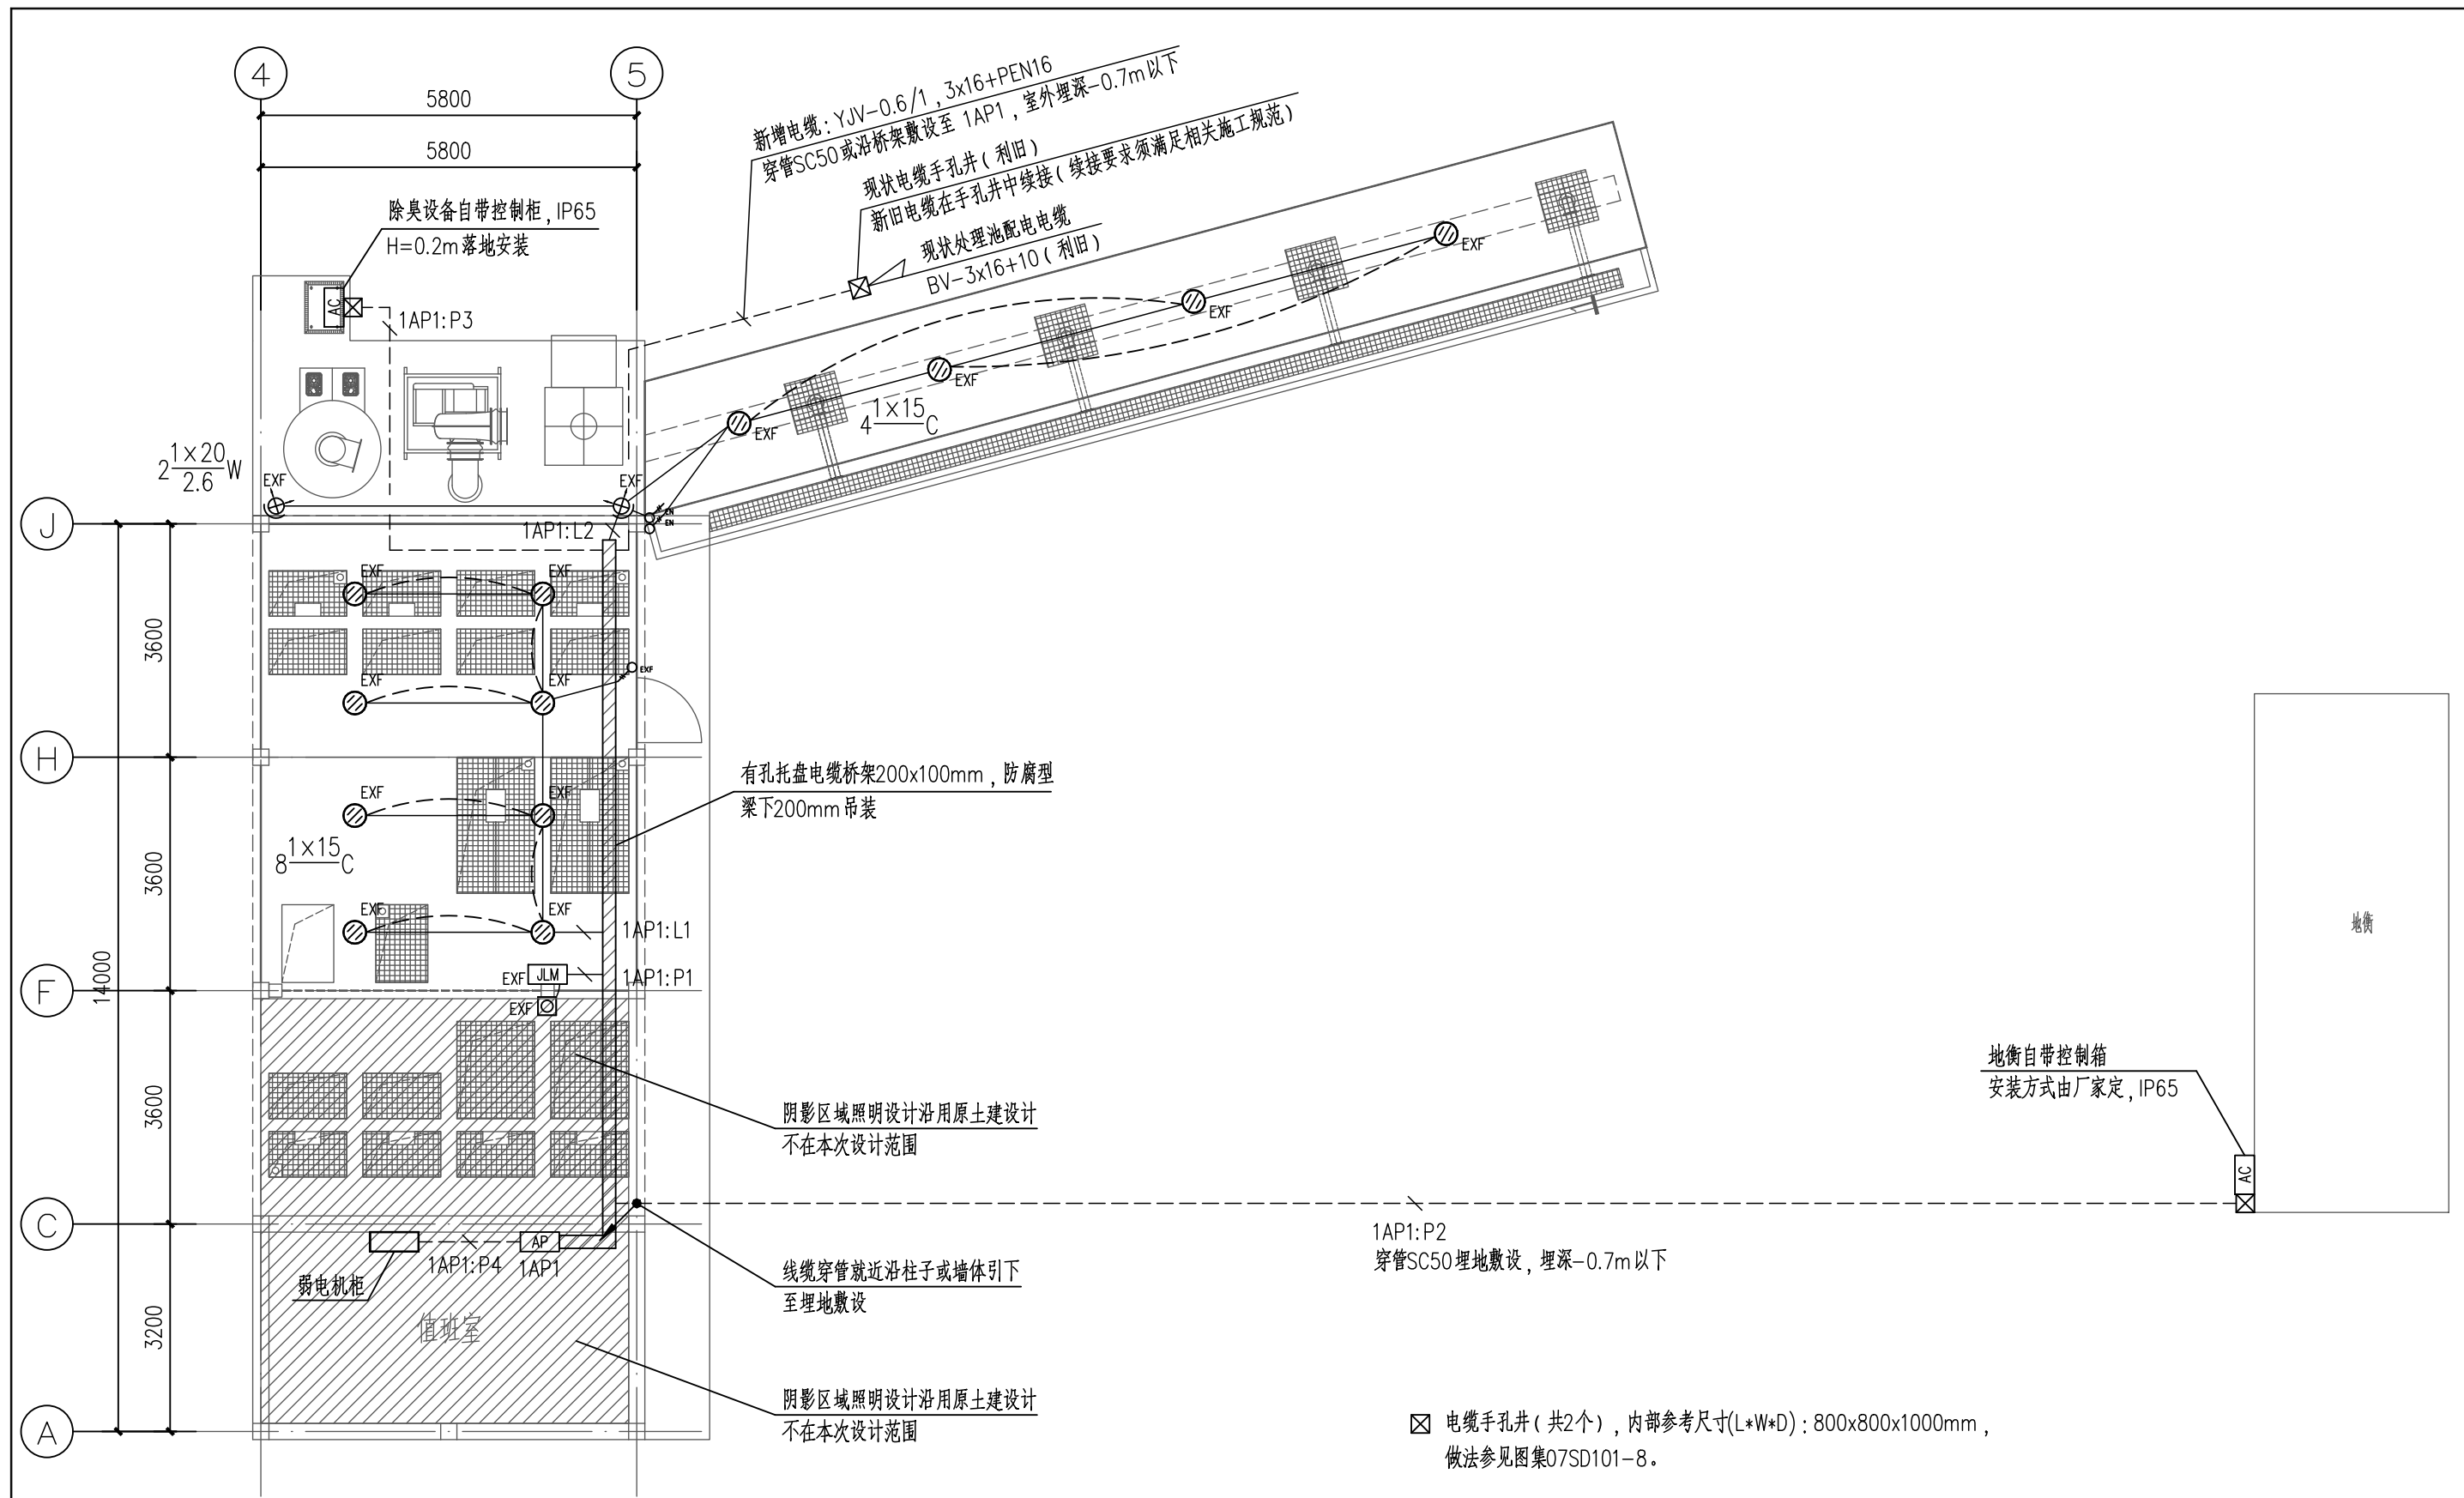 4
5
5800
5800
新增电缆：YJV-0.6/1，3x16+PEN16
穿管SC50或沿桥架敷设至 1AP1，室外埋深-0.7m以下
现状电缆手孔井（利旧）
新旧电缆在手孔井中续接（续接要求须满足相关施工规范）
现状处理池配电电缆
BV-3x16+10（利旧）
除臭设备自带控制柜，IP65
H=0.2m落地安装
AC
1AP1:P3
EXF
EXF
EXF
EXF
4 1×15 C
2 1×20 W
2.6
EXF
EXF
J
EN
EN
1AP1:L2
EXF
EXF
3600
EXF
EXF
EXF
H
有孔托盘电缆桥架200x100mm，防腐型
梁下200mm吊装
EXF
EXF
8 1×15 C
3600
EXF
EXF
1AP1:L1
地衡
14000
EXF
JLM
1AP1:P1
F
EXF
地衡自带控制箱
安装方式由厂家定，IP65
3600
阴影区域照明设计沿用原土建设计
不在本次设计范围
AC
C
1AP1:P2
穿管SC50埋地敷设，埋深-0.7m以下
AP
1AP1:P4
1AP1
弱电机柜
线缆穿管就近沿柱子或墙体引下
至埋地敷设
3200
值班室
阴影区域照明设计沿用原土建设计
不在本次设计范围
A
电缆手孔井（共2个），内部参考尺寸(L*W*D)：800x800x1000mm，
做法参见图集07SD101-8。